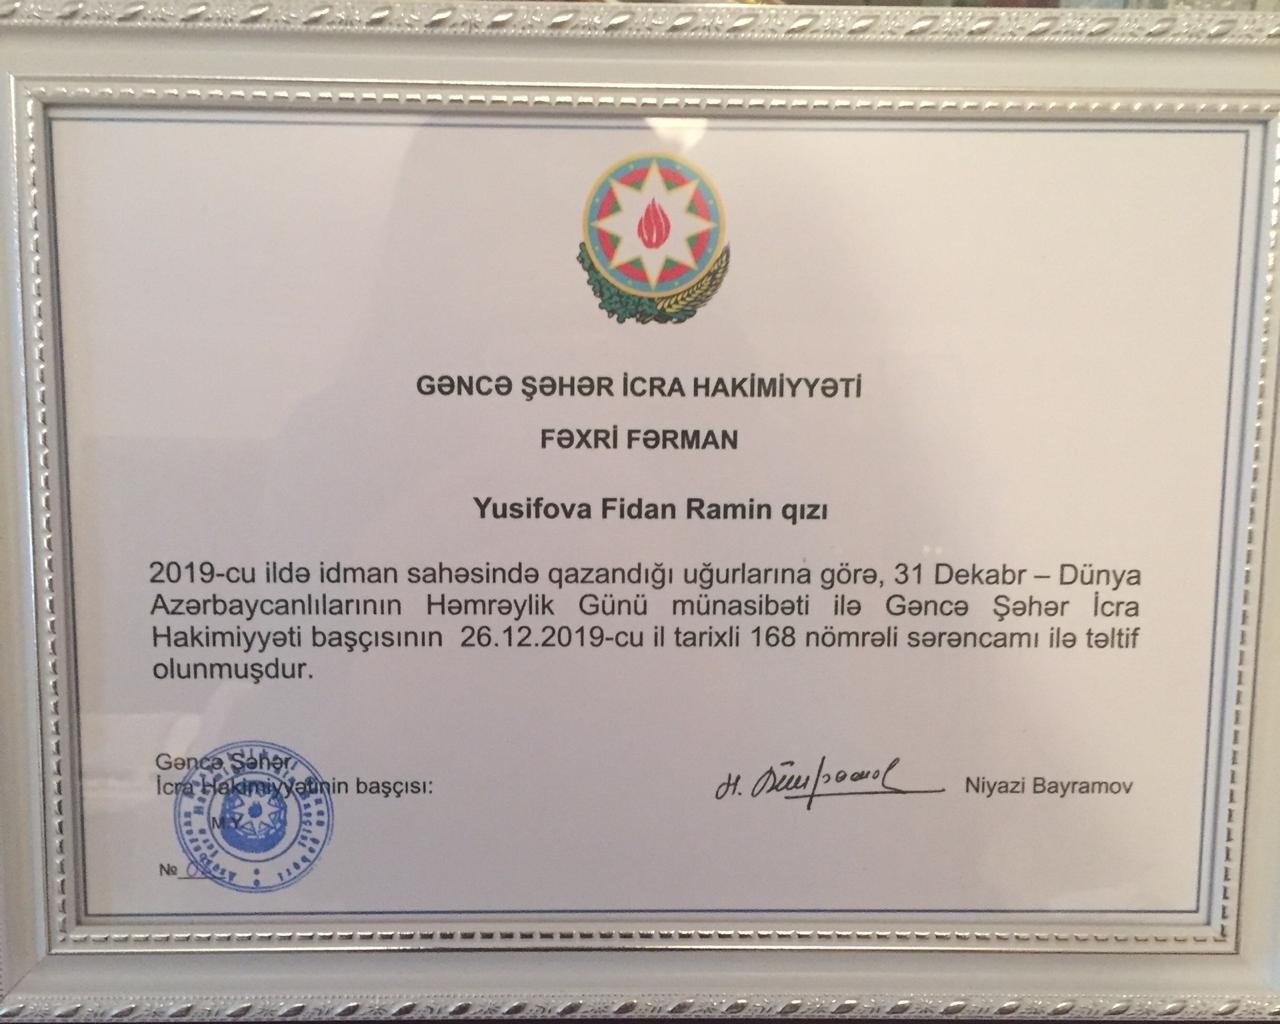 GƏNCƏ ŞƏHƏR İCRA HAKİMİYYƏTİ
FƏXRİ FƏRMAN
Yusifova Fidan Ramin qızı
2019-cu ildə idman sahəsində qazandığı uğurlarına görə, 31 Dekabr – Dünya
Azərbaycanlılarının Həmrəylik Günü münasibəti ilə Gəncə Şəhər İcra
Hakimiyyəti başçısının 26.12.2019-cu il tarixli 168 nömrəli sərəncamı ilə təltif
olunmuşdur.
Gəncə Şəhər
İcra Hakimiyyətinin başçısı:
Niyazi Bayramov
M.Y.
№